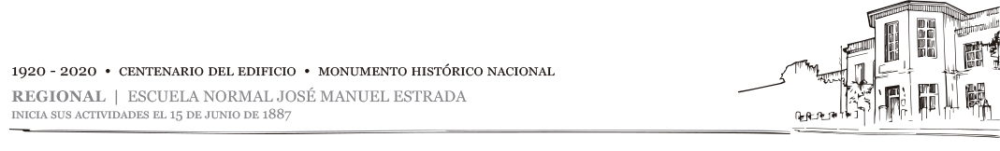 1920 - 2020 • CENTENARIO DEL EDIFICIO • MONUMENTO HISTÓRICO NACIONAL
REGIONAL | ESCUELA NORMAL JOSÉ MANUEL ESTRADA
INICIA SUS ACTIVIDADES EL 15 DE JUNIO DE 1887